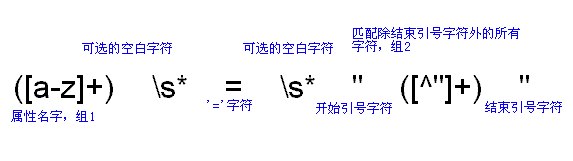 匹配除结束引号字符外的所有
可选的空白字符 可选的空白字符 字符，组2
([a-z]+) \s* = \s* " ([^"]+) "
属性名字，组1 '='字符 开始引号字符 结束引号字符